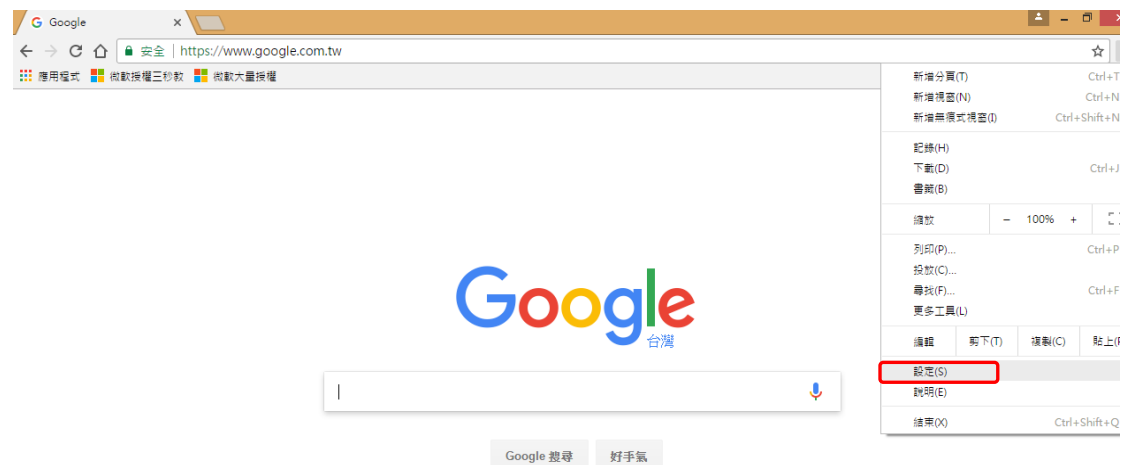 Google
安全 | https://www.google.com.tw
應用程式 微軟授權三秒教 微軟大量授權
新增分頁(T) Ctrl+T
新增視窗(N) Ctrl+N
新增無痕式視窗(I) Ctrl+Shift+N
記錄(H)
下載(D) Ctrl+J
書籤(B)
縮放 − 100% +
列印(P)... Ctrl+P
投放(C)...
尋找(F)... Ctrl+F
更多工具(L)
編輯 剪下(T) 複製(C) 貼上(P
設定(S)
說明(E)
結束(X) Ctrl+Shift+Q
Google
台灣
Google 搜尋 好手氣